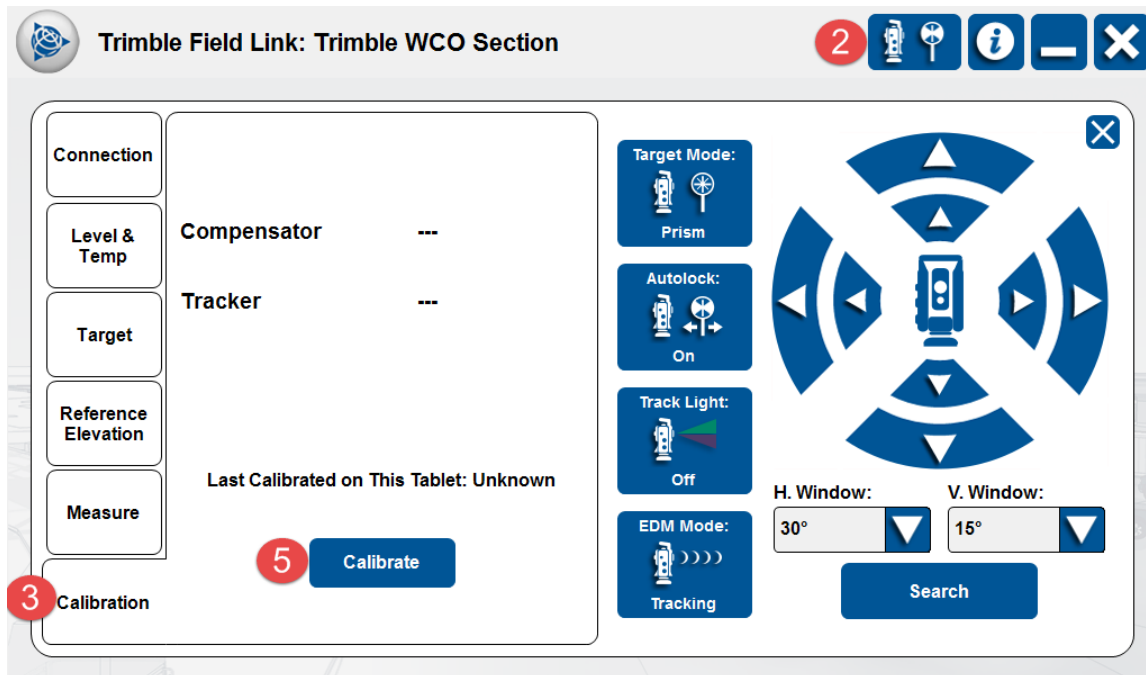 Trimble Field Link: Trimble WCO Section
2
i
Connection
Level &
Temp
Target
Reference
Elevation
Measure
3
Calibration
Compensator ---
Tracker ---
Last Calibrated on This Tablet: Unknown
5
Calibrate
Target Mode:
Prism
Autolock:
On
Track Light:
Off
EDM Mode:
Tracking
H. Window: V. Window:
30° 15°
Search